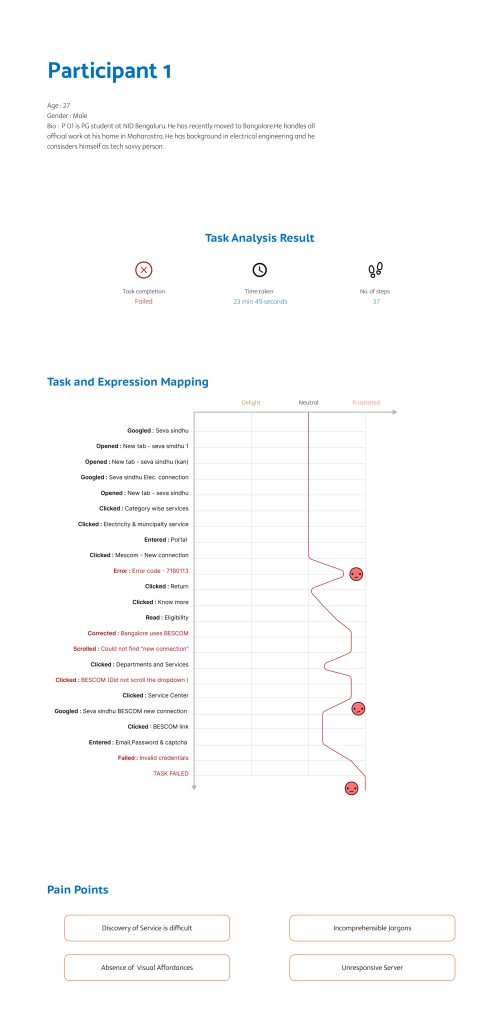 Participant 1
Age : 27
Gender : Male
Bio : P 01 is PG student at NID Bengaluru. He has recently moved to Bangalore.He handles all
official work at his home in Maharastra. He has background in electrical engineering and he
consisders himself as tech savvy person.
Task Analysis Result
Task completion
Failed
Time taken
23 min 49 seconds
No. of steps
37
Task and Expression Mapping
Delight
Neutral
Frustrated
Googled : Seva sindhu
Opened : New tab - seva sindhu 1
Opened : New tab - seva sindhu (kan)
Googled : Seva sindhu Elec. connection
Opened : New tab - seva sindhu
Clicked : Category wise services
Clicked : Electricity & muncipalty service
Entered : Portal
Clicked : Mescom - New connection
Error : Error code - 7180113
Clicked : Return
Clicked : Know more
Read : Eligibility
Corrected : Bangalore uses BESCOM
Scrolled : Could not find "new connection"
Clicked : Departments and Services
Clicked : BESCOM (Did not scroll the dropdown )
Clicked : Service Center
Googled : Seva sindhu BESCOM new connection
Clicked : BESCOM link
Entered : Email,Password & captcha
Failed : Invalid credentials
TASK FAILED
Pain Points
Discovery of Service is difficult
Incomprehensible Jargons
Absence of Visual Affordances
Unresponsive Server